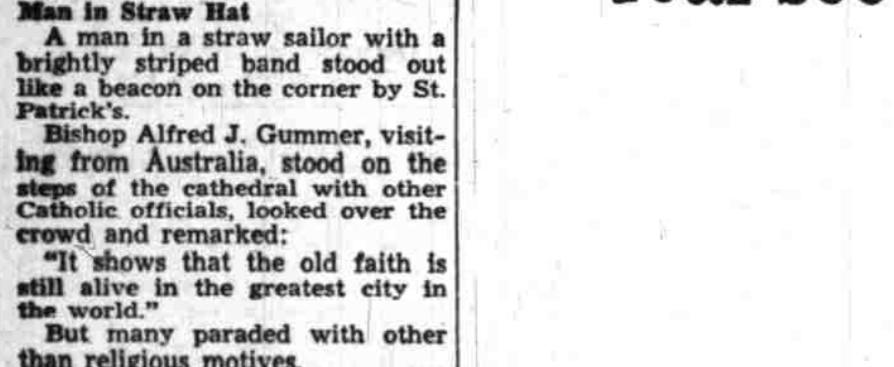 Man in Straw Hat
A man in a straw sailor with a
brightly striped band stood out
like a beacon on the corner by St.
Patrick's.
Bishop Alfred J. Gummer, visit-
ing from Australia, stood on the
steps of the cathedral with other
Catholic officials, looked over the
crowd and remarked:
"It shows that the old faith is
still alive in the greatest city in
the world."
But many paraded with other
than religious motives.